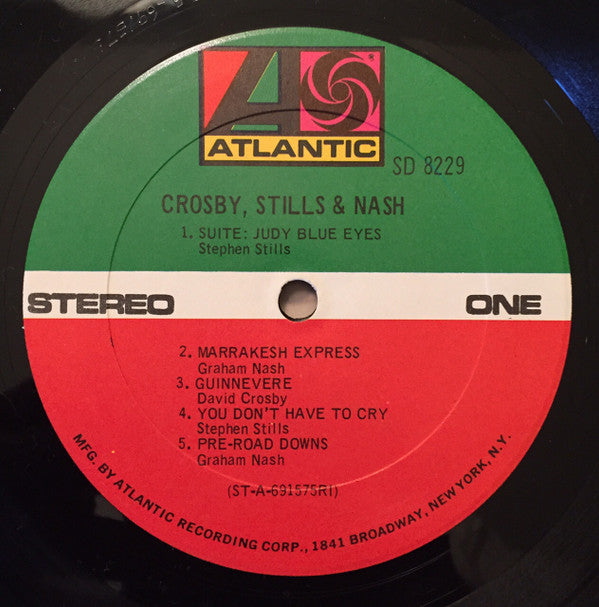 ATLANTIC
®
SD 8229
CROSBY, STILLS & NASH
1. SUITE: JUDY BLUE EYES
Stephen Stills
STEREO
ONE
2. MARRAKESH EXPRESS
Graham Nash
3. GUINNEVERE
David Crosby
4. YOU DON'T HAVE TO CRY
Stephen Stills
5. PRE-ROAD DOWNS
Graham Nash
(ST-A-691575RI)
MFG. BY ATLANTIC RECORDING CORP., 1841 BROADWAY, NEW YORK, N.Y.